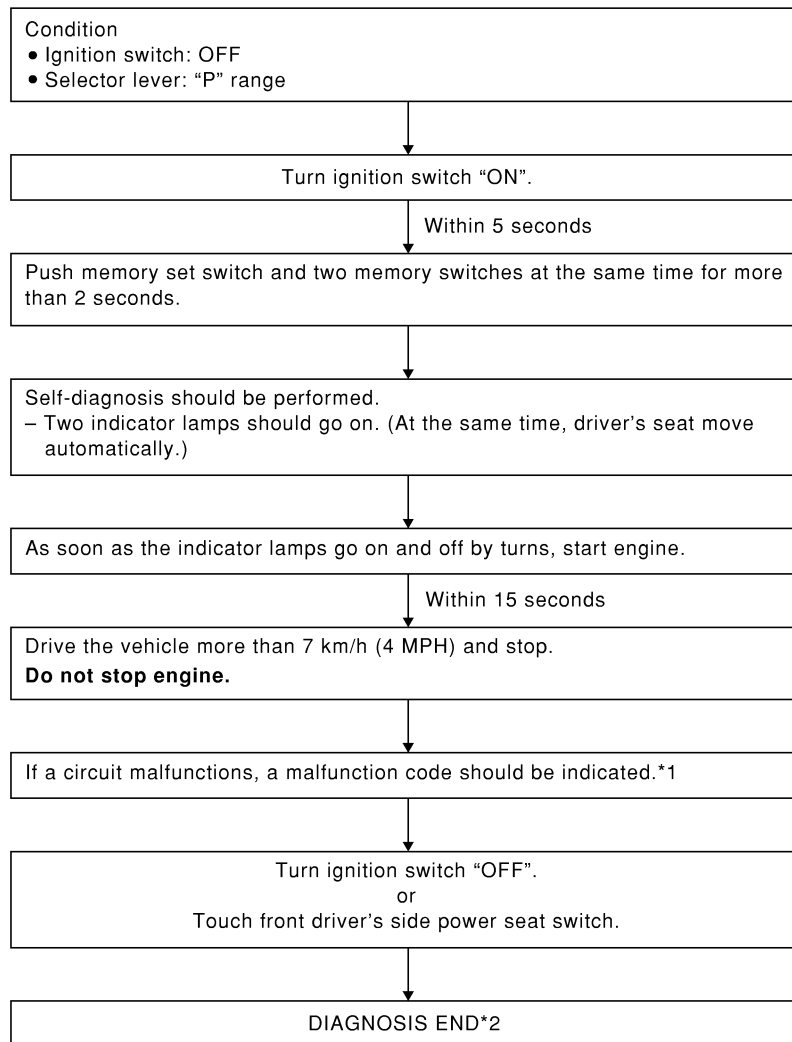 Condition
● Ignition switch: OFF
● Selector lever: “P” range
Turn ignition switch “ON”.
Within 5 seconds
Push memory set switch and two memory switches at the same time for more
than 2 seconds.
Self-diagnosis should be performed.
– Two indicator lamps should go on. (At the same time, driver’s seat move
automatically.)
As soon as the indicator lamps go on and off by turns, start engine.
Within 15 seconds
Drive the vehicle more than 7 km/h (4 MPH) and stop.
Do not stop engine.
If a circuit malfunctions, a malfunction code should be indicated.*1
Turn ignition switch “OFF”.
or
Touch front driver’s side power seat switch.
DIAGNOSIS END*2